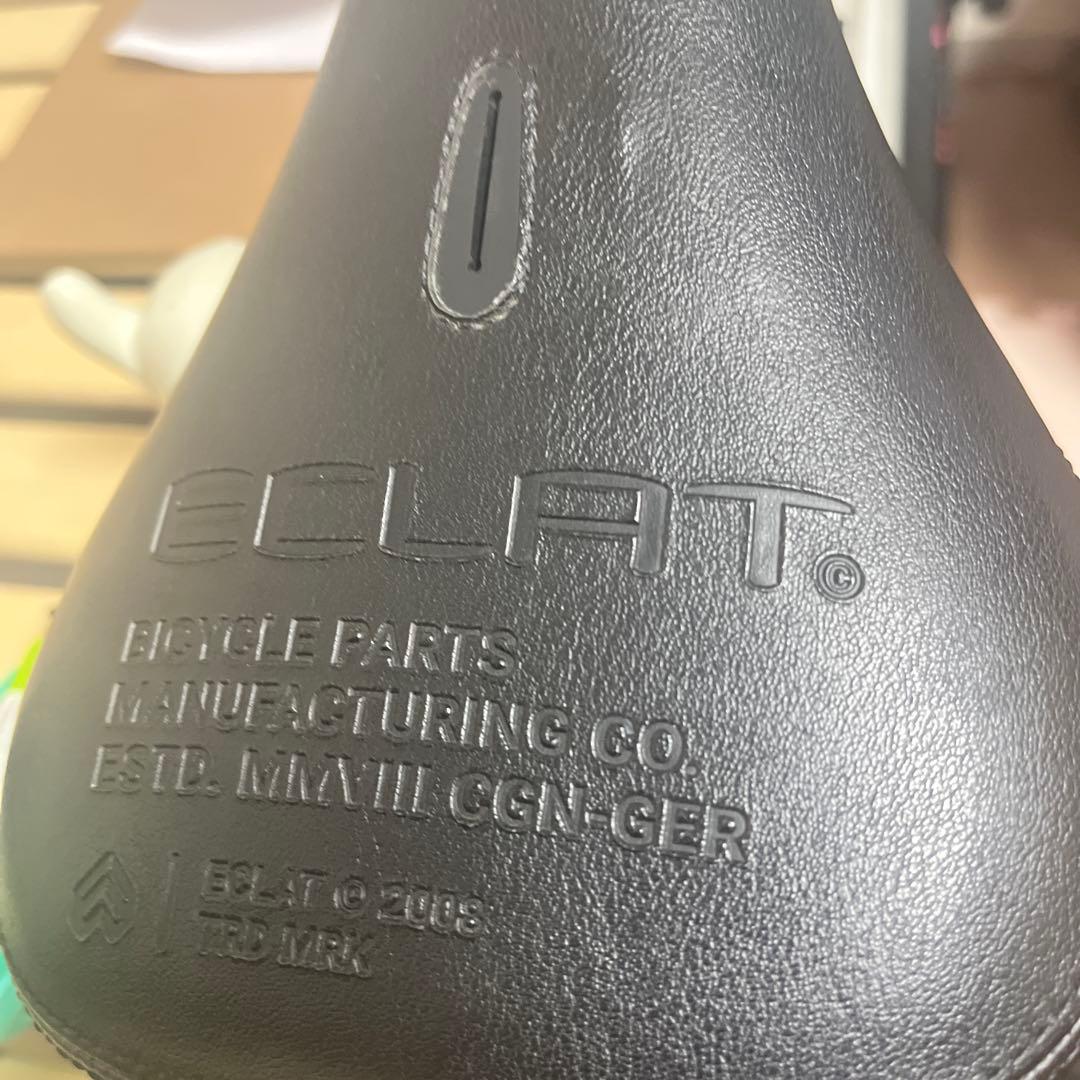 ECLAT©
BICYCLE PARTS
MANUFACTURING CO.
ESTD. MMVIII CGN-GER
ECLAT © 2008
TRD MRK